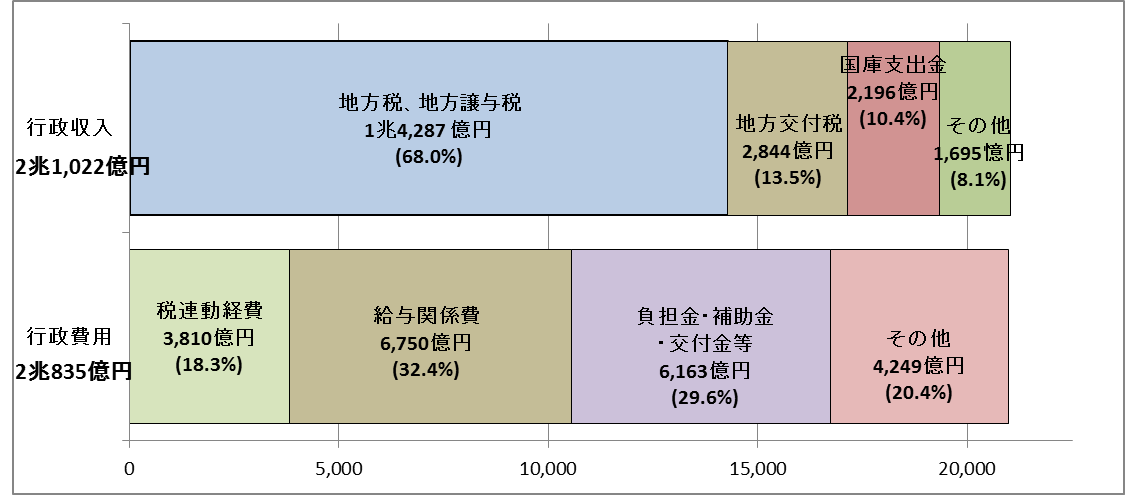 行政収入
2兆1,022億円
地方税、地方譲与税
1兆4,287 億円
(68.0%)
地方交付税
2,844億円
(13.5%)
国庫支出金
2,196億円
(10.4%)
その他
1,695億円
(8.1%)
行政費用
2兆835億円
税連動経費
3,810億円
(18.3%)
給与関係費
6,750億円
(32.4%)
負担金・補助金
・交付金等
6,163億円
(29.6%)
その他
4,249億円
(20.4%)
0 5,000 10,000 15,000 20,000